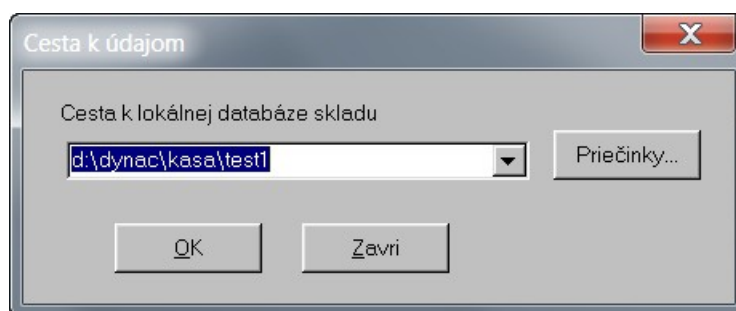 Cesta k údajom
Cesta k lokálnej databáze skladu
d:\dynac\kasa\test1
Priečinky...
OK
Zavri